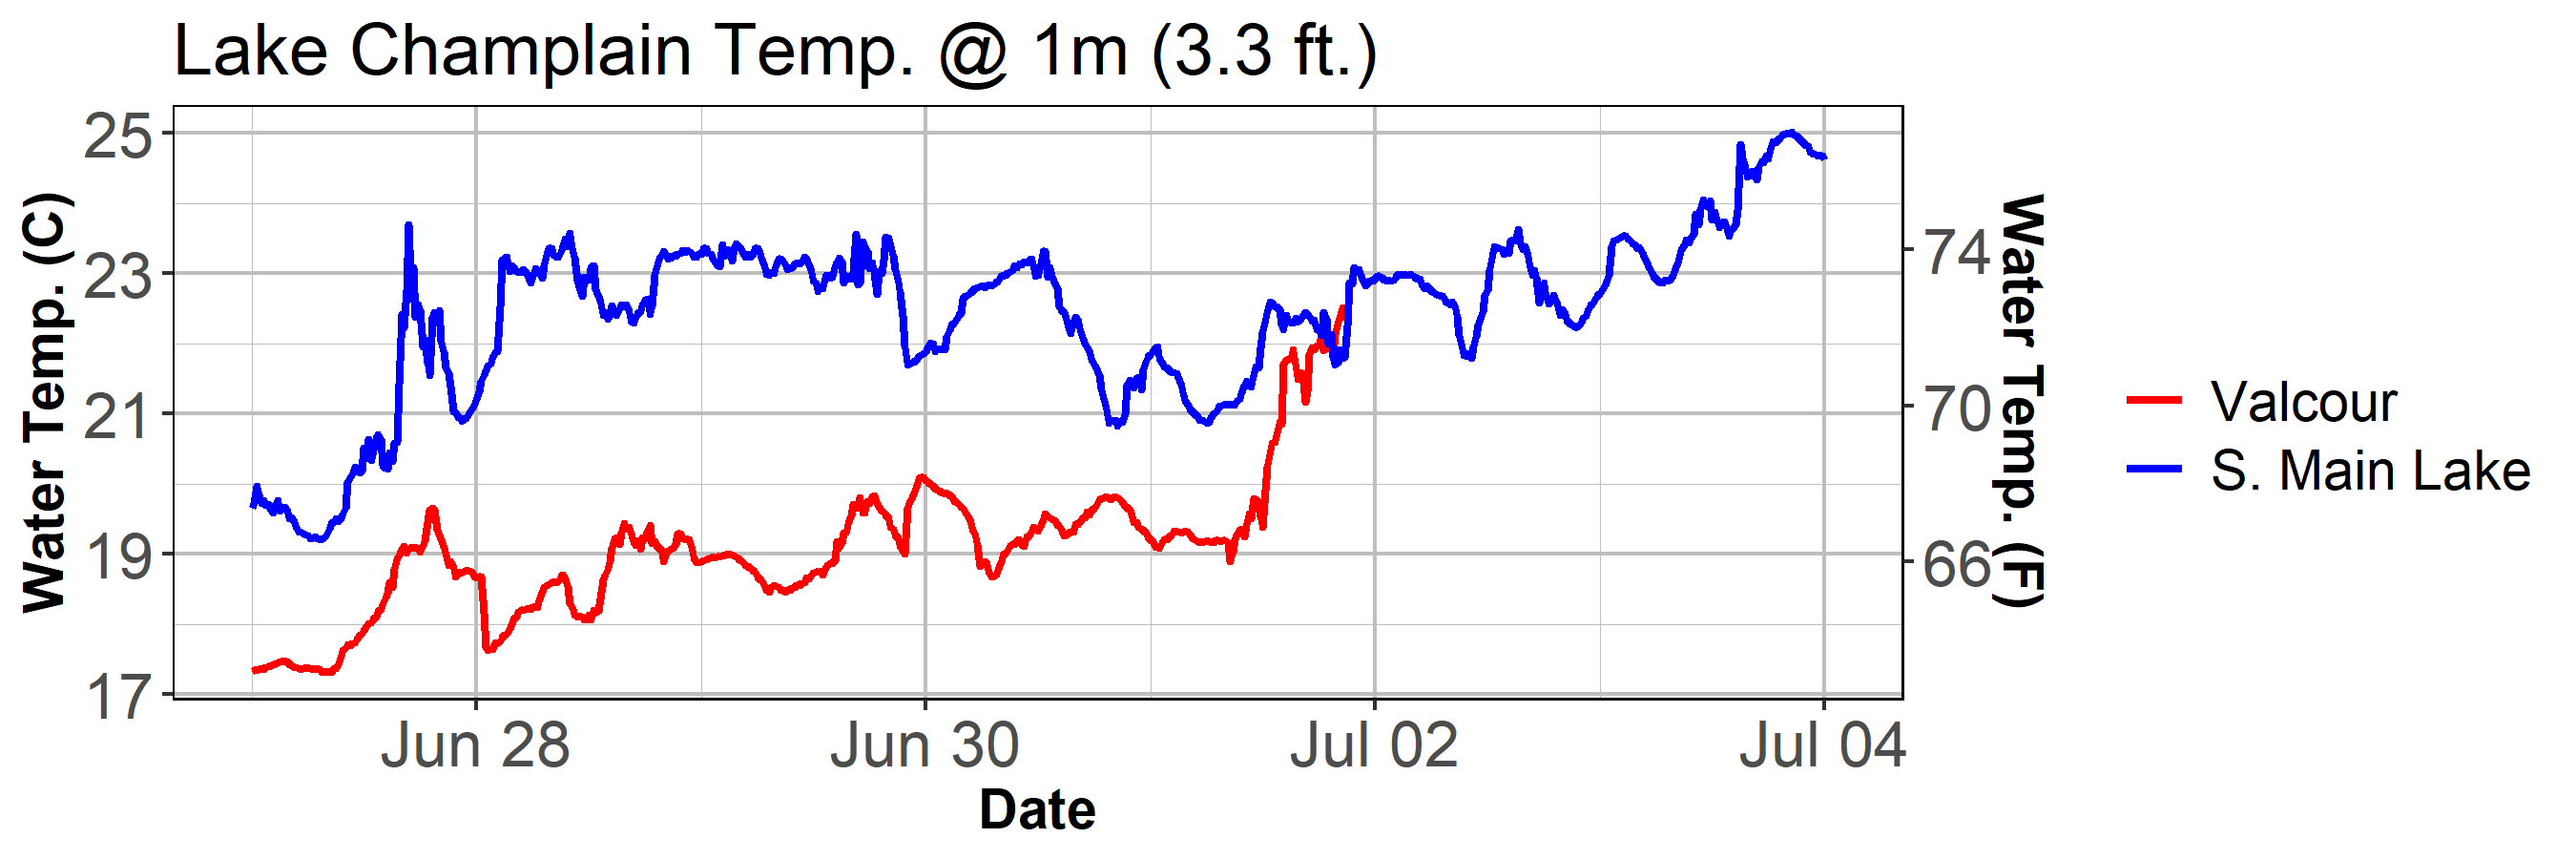 Lake Champlain Temp. @ 1m (3.3 ft.)
Water Temp. (C)
25
23
21
19
17
74
70
66
Water Temp. (F)
Jun 28
Jun 30
Jul 02
Jul 04
Date
Valcour
S. Main Lake